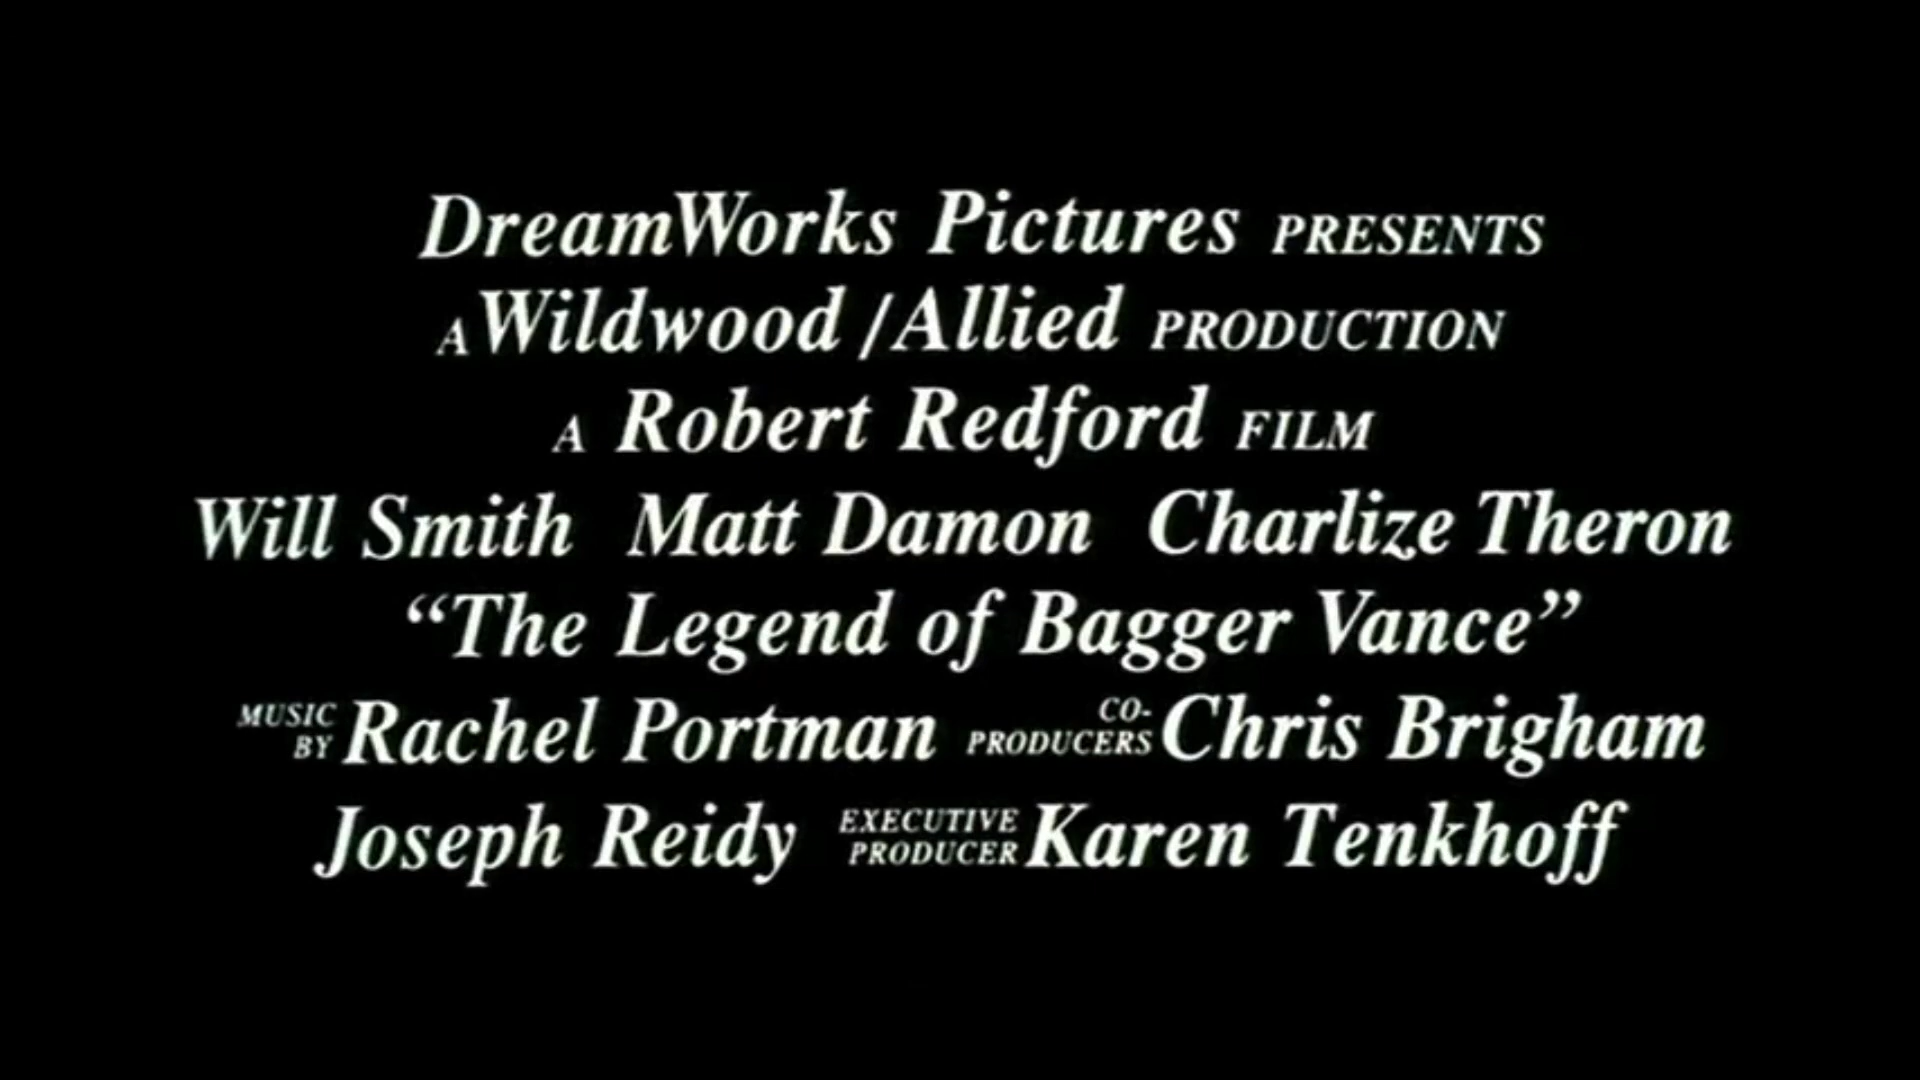 DreamWorks Pictures PRESENTS
A Wildwood / Allied PRODUCTION
A Robert Redford FILM
Will Smith Matt Damon Charlize Theron
“The Legend of Bagger Vance”
MUSIC BY Rachel Portman CO-PRODUCERS Chris Brigham
Joseph Reidy EXECUTIVE PRODUCER Karen Tenkhoff